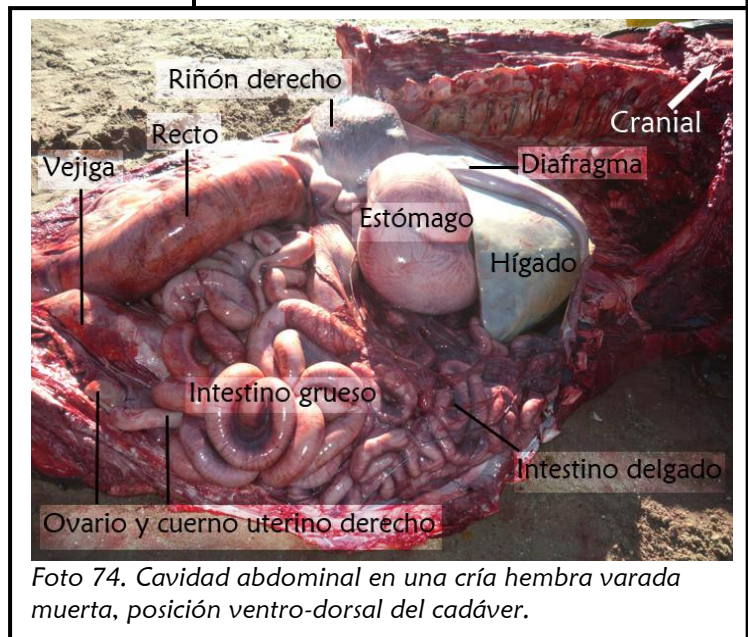 Riñón derecho
Cranial
Recto
Vejiga
Diafragma
Estómago
Hígado
Intestino grueso
Intestino delgado
Ovario y cuerno uterino derecho
Foto 74. Cavidad abdominal en una cría hembra varada
muerta, posición ventro-dorsal del cadáver.